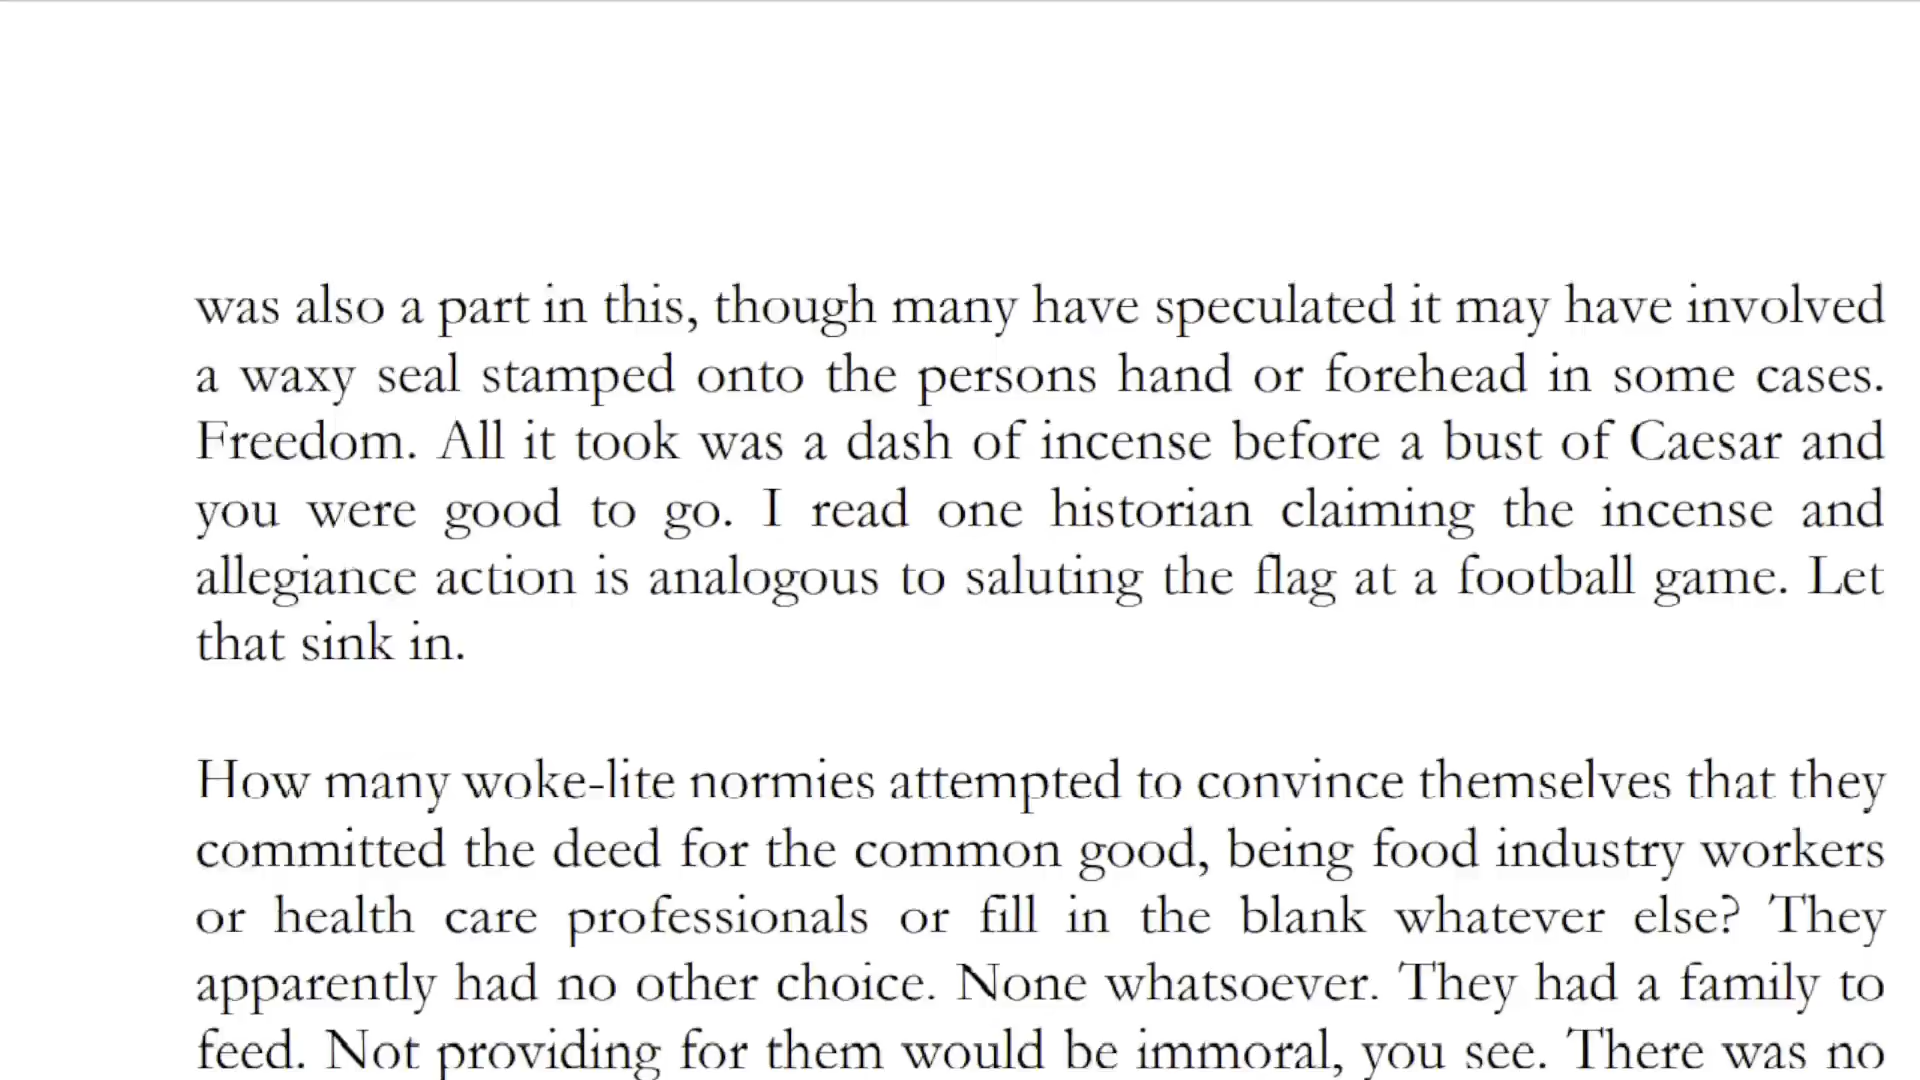 was also a part in this, though many have speculated it may have involved
a waxy seal stamped onto the persons hand or forehead in some cases.
Freedom. All it took was a dash of incense before a bust of Caesar and
you were good to go. I read one historian claiming the incense and
allegiance action is analogous to saluting the flag at a football game. Let
that sink in.
How many woke-lite normies attempted to convince themselves that they
committed the deed for the common good, being food industry workers
or health care professionals or fill in the blank whatever else? They
apparently had no other choice. None whatsoever. They had a family to
feed. Not providing for them would be immoral, you see. There was no